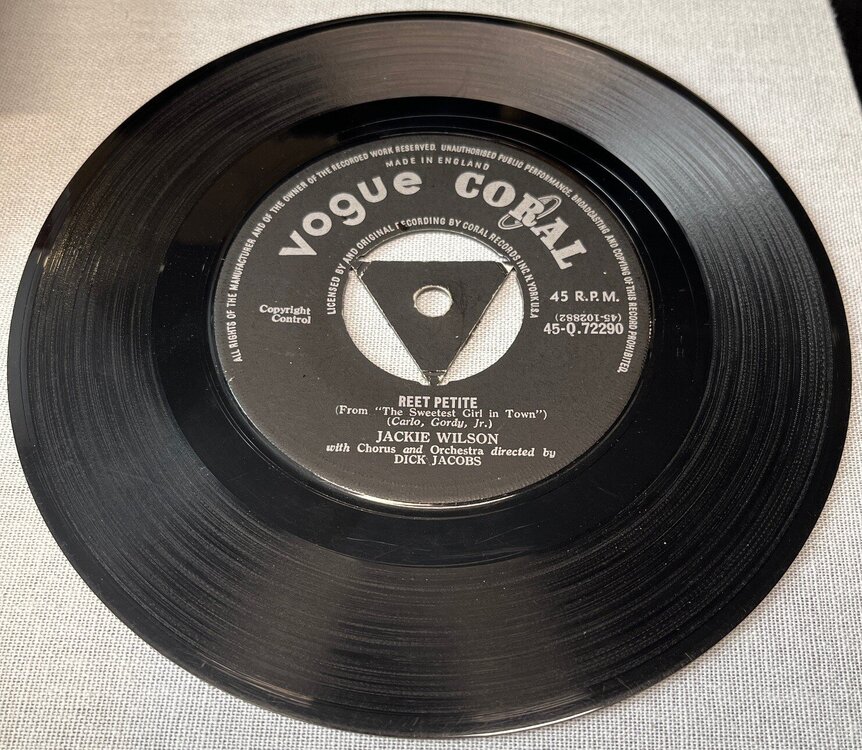 ALL RIGHTS OF THE MANUFACTURER AND OF THE OWNER OF THE RECORDED WORK RESERVED. UNAUTHORISED PUBLIC PERFORMANCE, BROADCASTING AND COPYING OF THIS RECORD PROHIBITED.
MADE IN ENGLAND
Vogue CORAL
LICENSED BY AND ORIGINAL RECORDING BY CORAL RECORDS INC. N. YORK U.S.A
Copyright
Control
45 R.P.M.
(45-102882)
45-Q.72290
REET PETITE
(From "The Sweetest Girl in Town")
(Carlo, Gordy, Jr.)
JACKIE WILSON
with Chorus and Orchestra directed by
DICK JACOBS